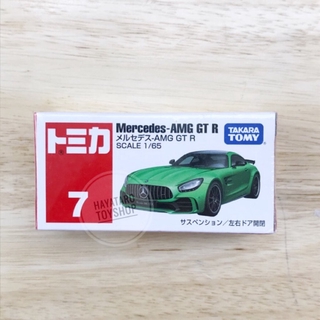 トミカ
7
Mercedes-AMG GT R
メルセデス-AMG GT R
SCALE 1/65
TAKARA
TOMY
HAYATARO
TOYSHOP
サスペンション/左右ドア開閉